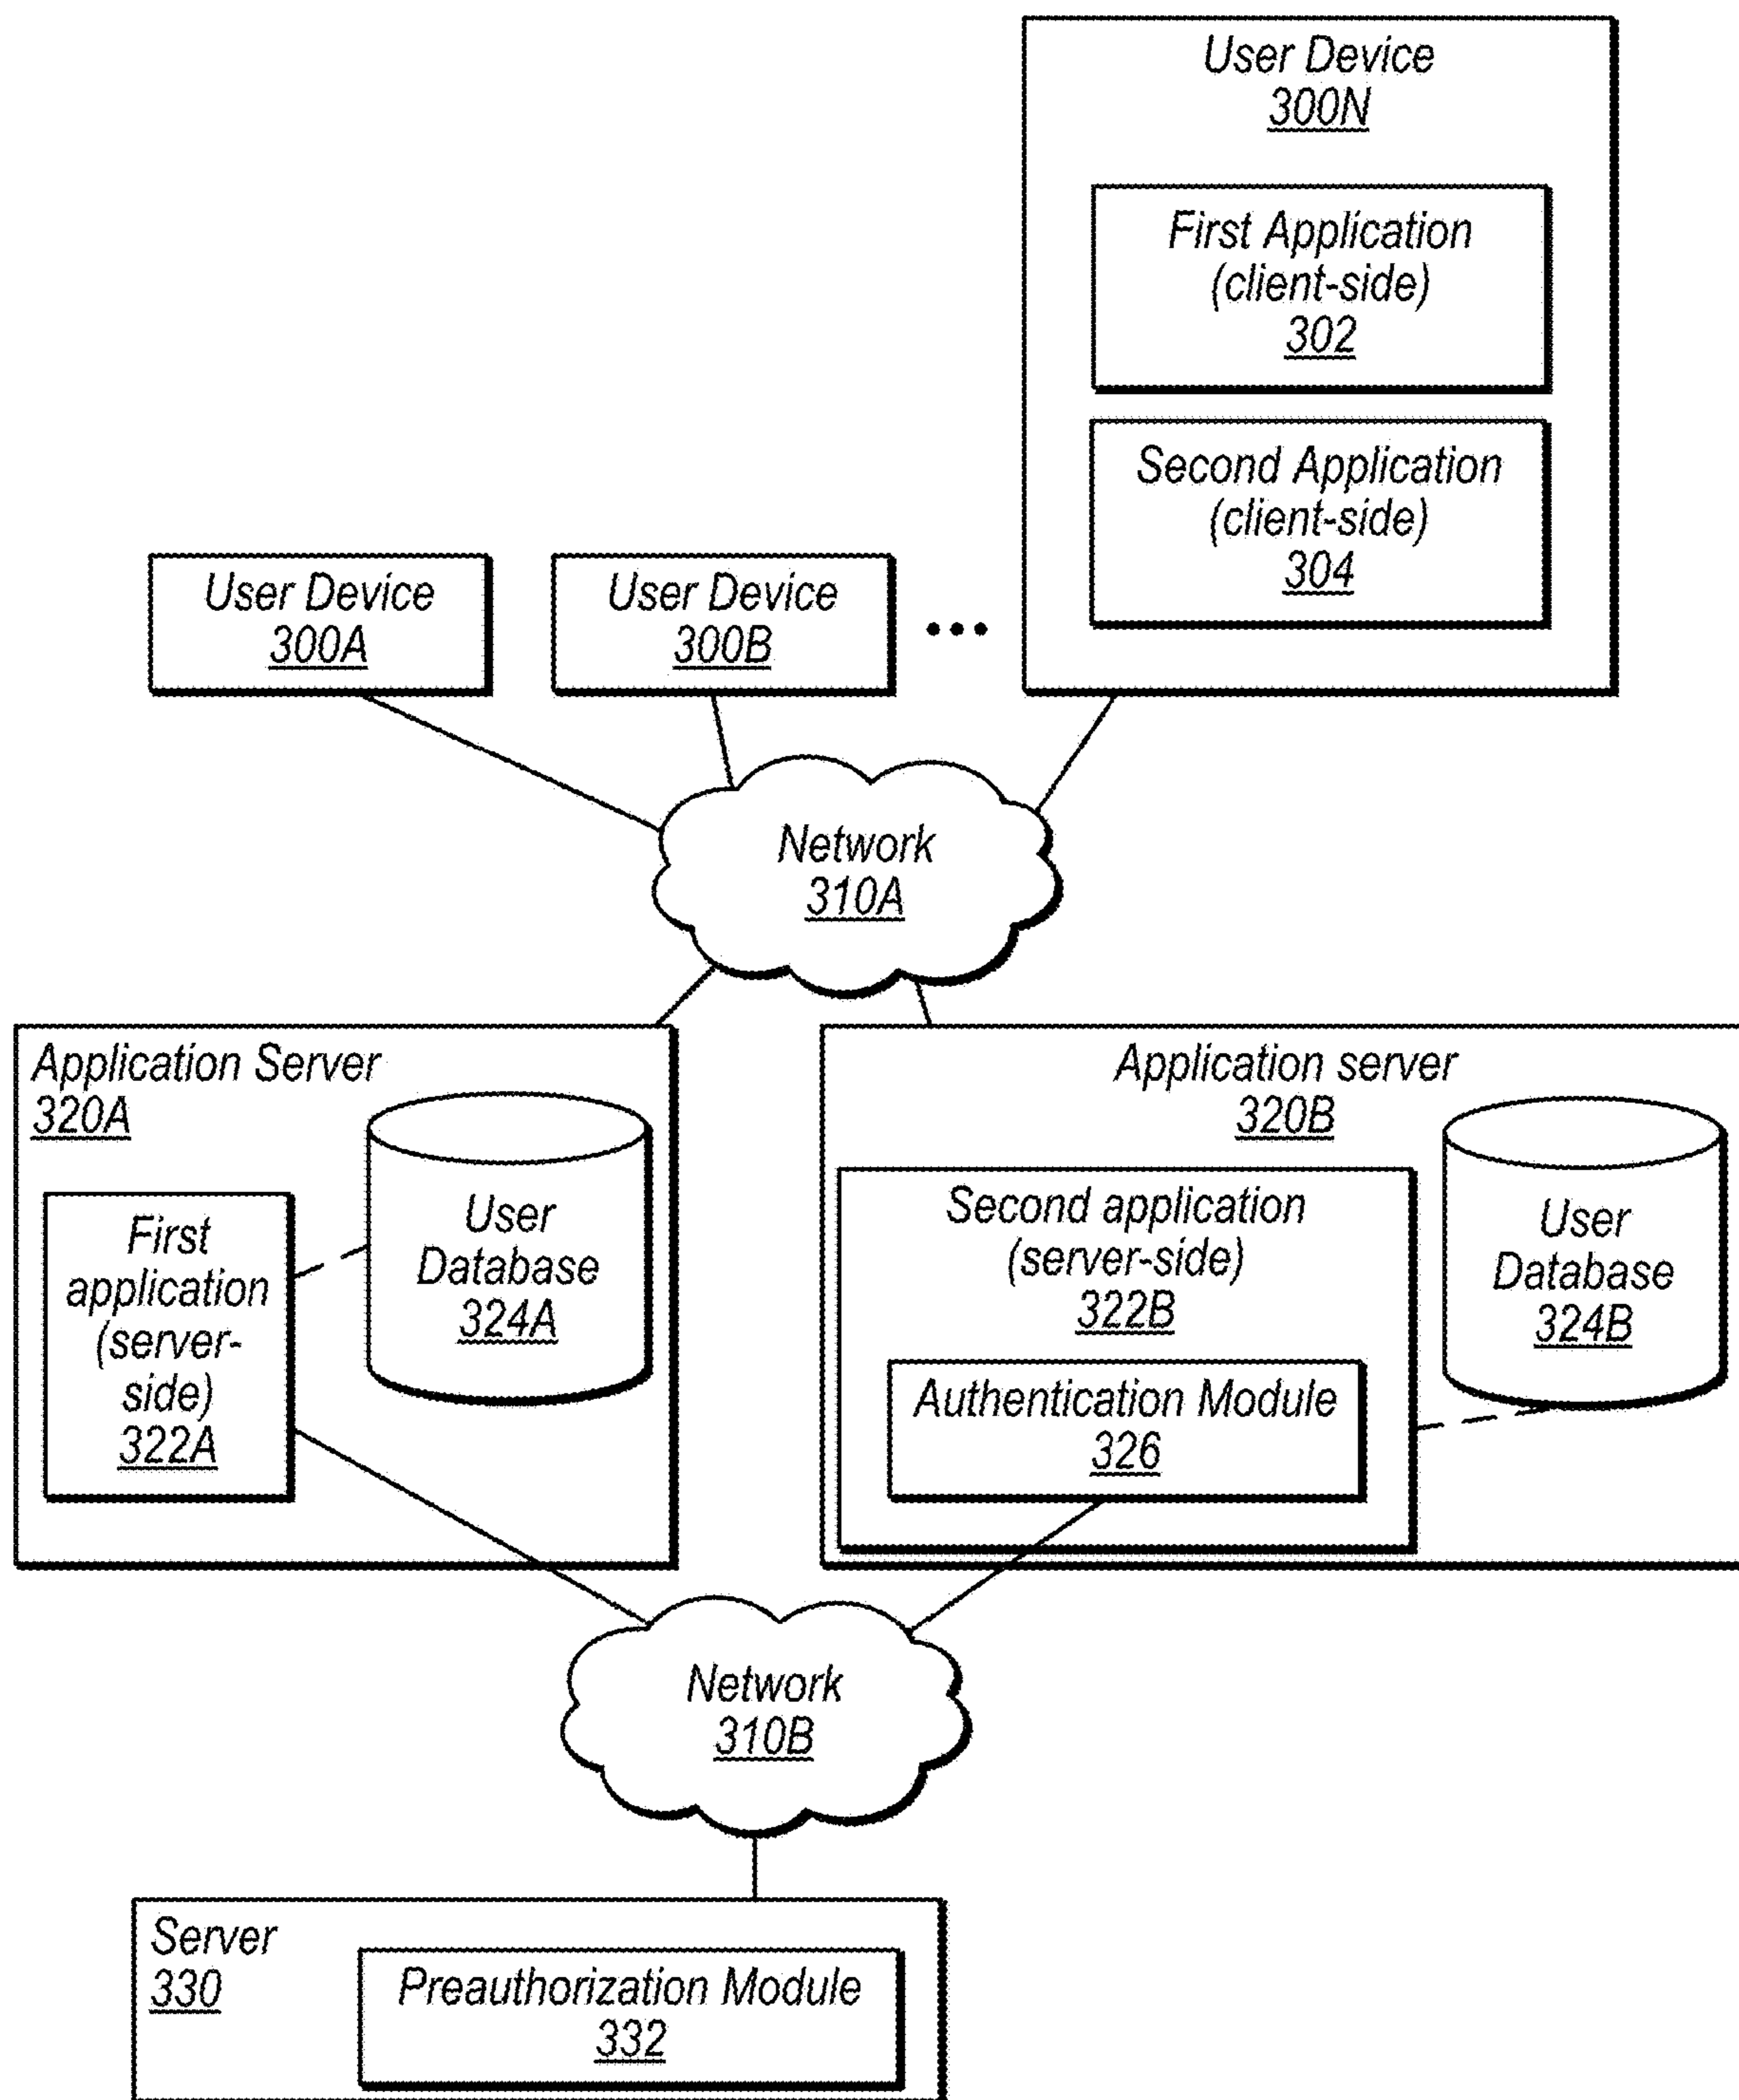 User Device
300N
First Application
(client-side)
302
Second Application
(client-side)
304
User Device
300A
User Device
300B
Network
310A
Application Server
320A
User
Database
324A
First
application
(server-
side)
322A
Application server
320B
Second application
(server-side)
322B
Authentication Module
326
User
Database
324B
Network
310B
Server
330
Preauthorization Module
332